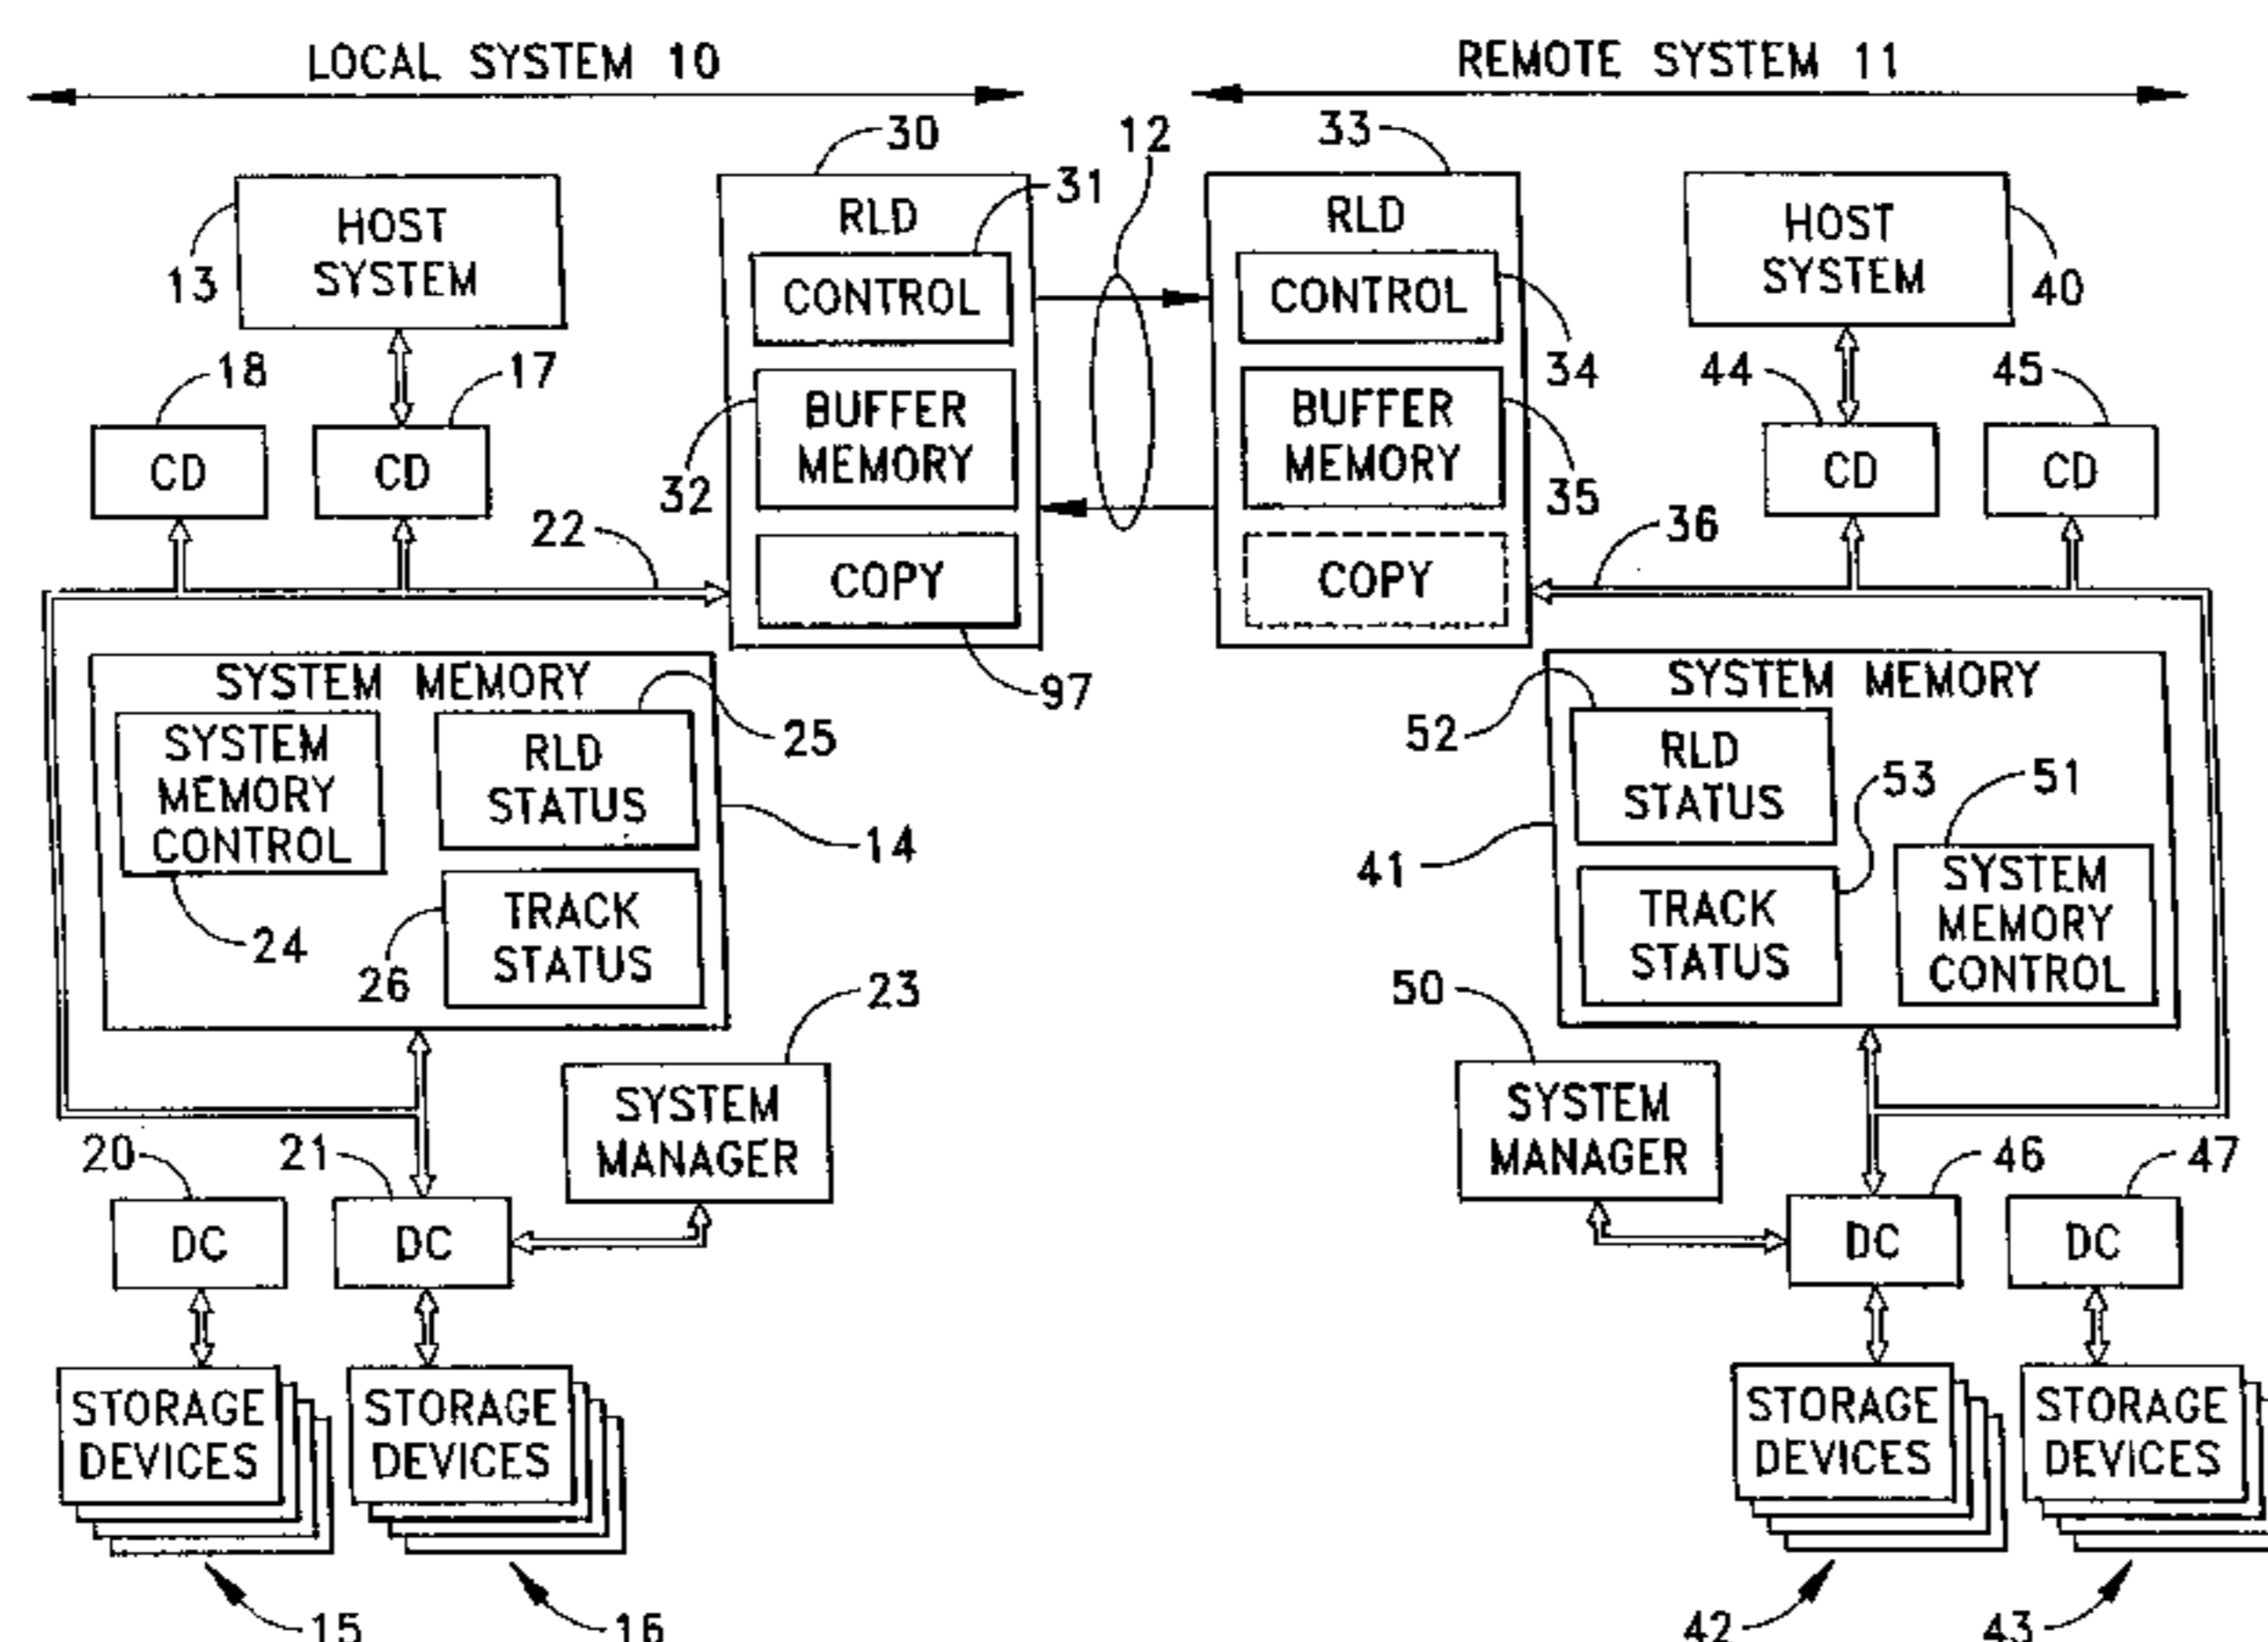 LOCAL SYSTEM 10
REMOTE SYSTEM 11
30
12
33
31
HOST
SYSTEM
13
RLD
CONTROL
RLD
CONTROL
34
HOST
SYSTEM
40
18
17
44
45
CD
CD
32
BUFFER
MEMORY
BUFFER
MEMORY
35
CD
CD
22
36
COPY
COPY
97
SYSTEM MEMORY
SYSTEM
MEMORY
CONTROL
24
RLD
STATUS
25
14
TRACK
STATUS
26
SYSTEM MEMORY
52
RLD
STATUS
53
51
41
TRACK
STATUS
SYSTEM
MEMORY
CONTROL
23
50
SYSTEM
MANAGER
SYSTEM
MANAGER
20
21
46
47
DC
DC
DC
DC
STORAGE
DEVICES
STORAGE
DEVICES
STORAGE
DEVICES
STORAGE
DEVICES
15
16
42
43